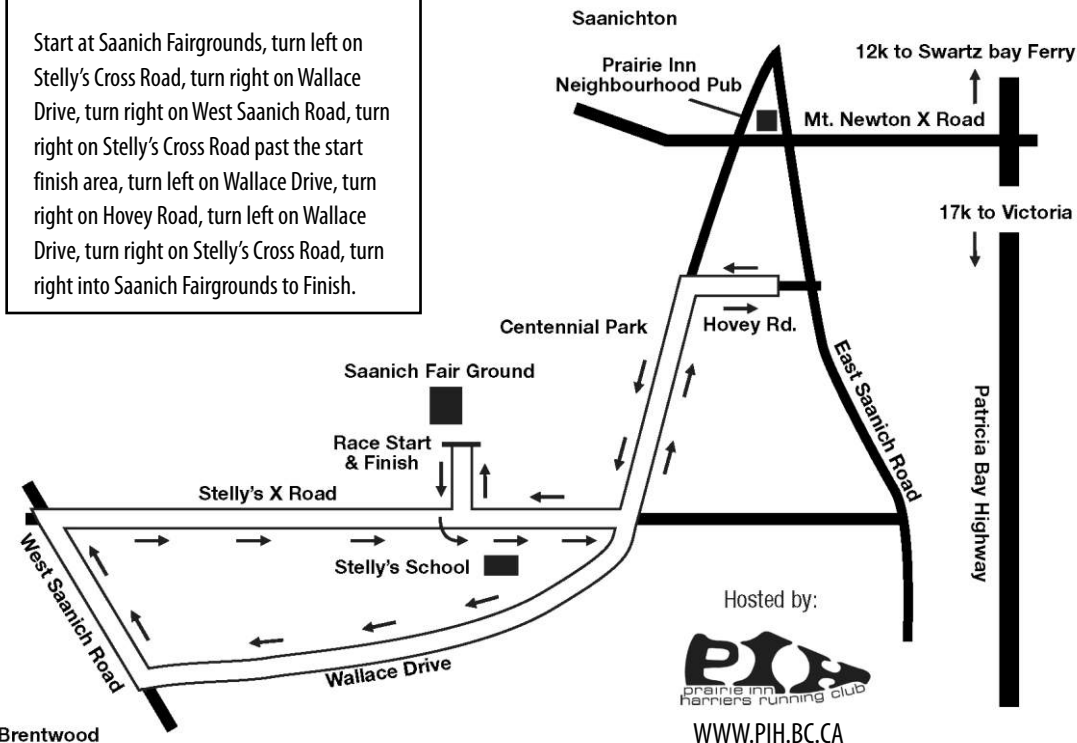 Start at Saanich Fairgrounds, turn left on
Stelly’s Cross Road, turn right on Wallace
Drive, turn right on West Saanich Road, turn
right on Stelly’s Cross Road past the start
finish area, turn left on Wallace Drive, turn
right on Hovey Road, turn left on Wallace
Drive, turn right on Stelly’s Cross Road, turn
right into Saanich Fairgrounds to Finish.
Saanichton
Prairie Inn
Neighbourhood Pub
12k to Swartz bay Ferry
Mt. Newton X Road
17k to Victoria
Centennial Park
Hovey Rd.
East Saanich Road
Patricia Bay Highway
Saanich Fair Ground
Race Start
& Finish
Stelly's X Road
Stelly's School
West Saanich Road
Wallace Drive
Brentwood
Hosted by:
PIH
prairie inn
harriers running club
WWW.PIH.BC.CA